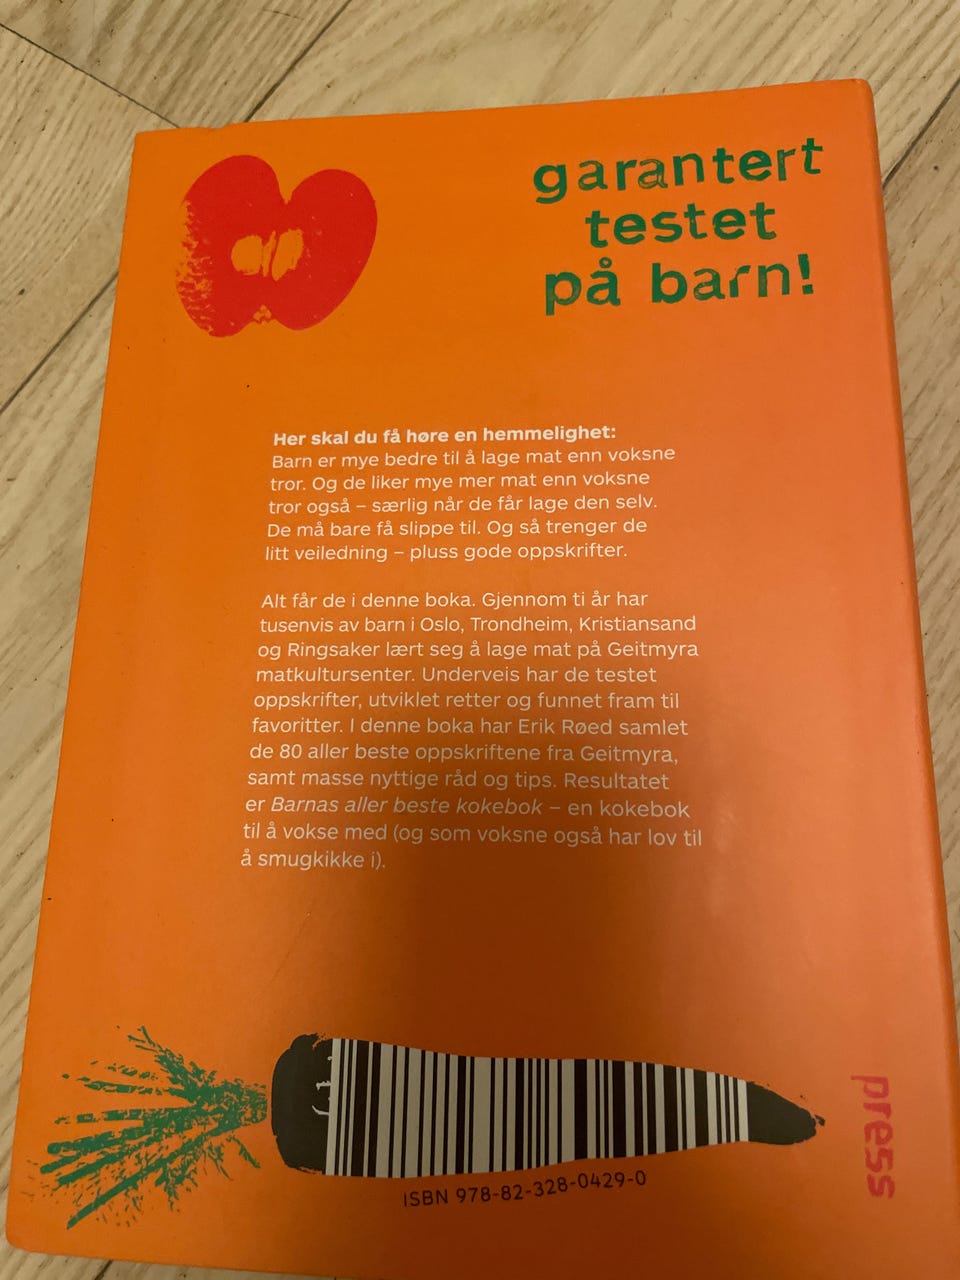 garantert
testet
på barn!
Her skal du få høre en hemmelighet:
Barn er mye bedre til å lage mat enn voksne
tror. Og de liker mye mer mat enn voksne
tror også – særlig når de får lage den selv.
De må bare få slippe til. Og så trenger de
litt veiledning – pluss gode oppskrifter.
Alt får de i denne boka. Gjennom ti år har
tusenvis av barn i Oslo, Trondheim, Kristiansand
og Ringsaker lært seg å lage mat på Geitmyra
matkultursenter. Underveis har de testet
oppskrifter, utviklet retter og funnet fram til
favoritter. I denne boka har Erik Røed samlet
de 80 aller beste oppskriftene fra Geitmyra,
samt masse nyttige råd og tips. Resultatet
er Barnas aller beste kokebok – en kokebok
til å vokse med (og som voksne også har lov til
å smugkikke i).
ISBN 978-82-328-0429-0
press